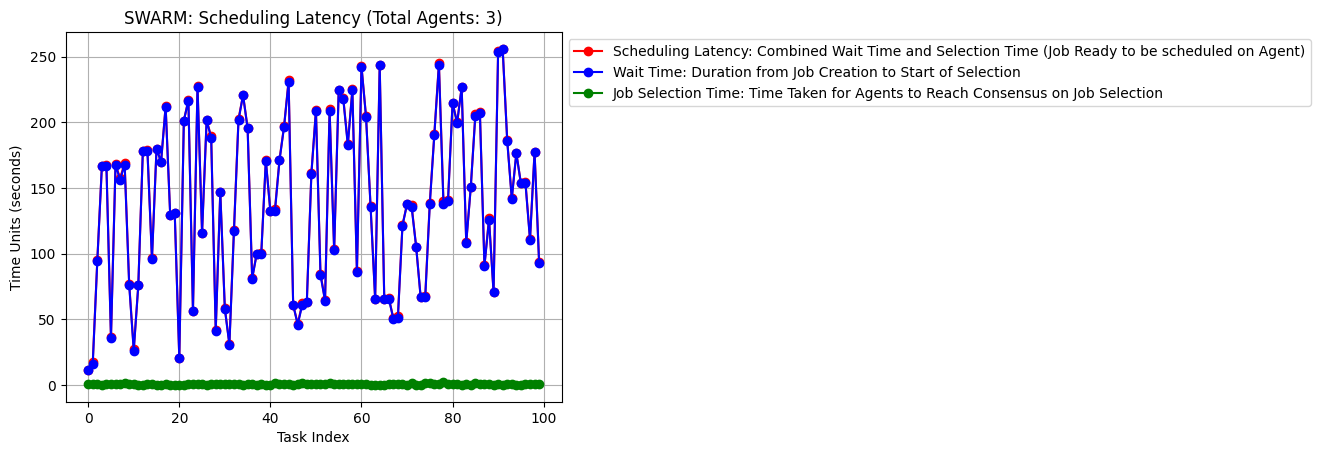 SWARM: Scheduling Latency (Total Agents: 3)
Scheduling Latency: Combined Wait Time and Selection Time (Job Ready to be scheduled on Agent)
Wait Time: Duration from Job Creation to Start of Selection
Job Selection Time: Time Taken for Agents to Reach Consensus on Job Selection
Time Units (seconds)
250
200
150
100
50
0
0 20 40 60 80 100
Task Index